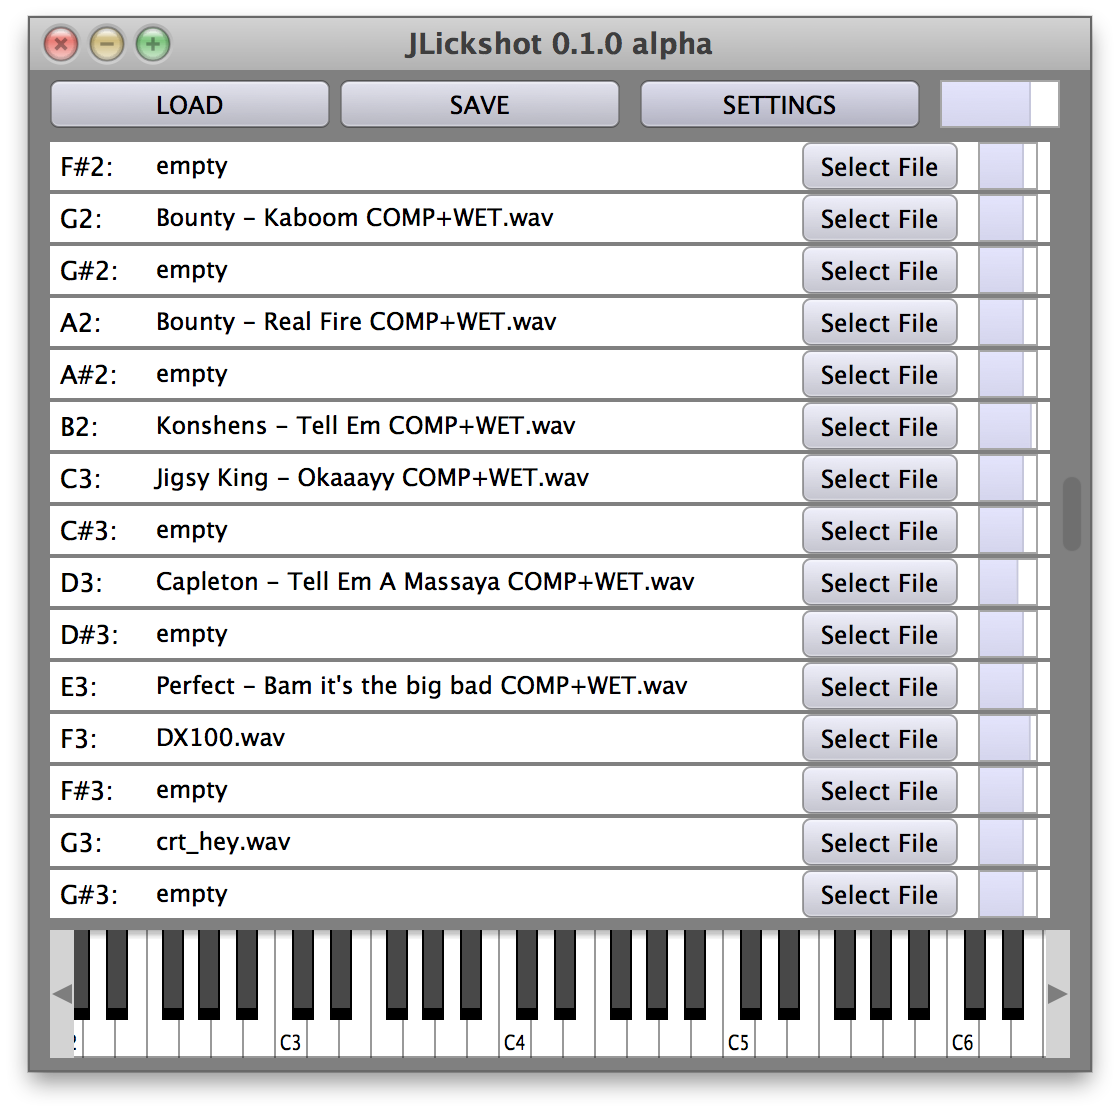 JLickshot 0.1.0 alpha
LOAD SAVE SETTINGS
F#2: empty Select File
G2: Bounty - Kaboom COMP+WET.wav Select File
G#2: empty Select File
A2: Bounty - Real Fire COMP+WET.wav Select File
A#2: empty Select File
B2: Konshens - Tell Em COMP+WET.wav Select File
C3: Jigsy King - Okaaayy COMP+WET.wav Select File
C#3: empty Select File
D3: Capleton - Tell Em A Massaya COMP+WET.wav Select File
D#3: empty Select File
E3: Perfect - Bam it's the big bad COMP+WET.wav Select File
F3: DX100.wav Select File
F#3: empty Select File
G3: crt_hey.wav Select File
G#3: empty Select File
C3 C4 C5 C6